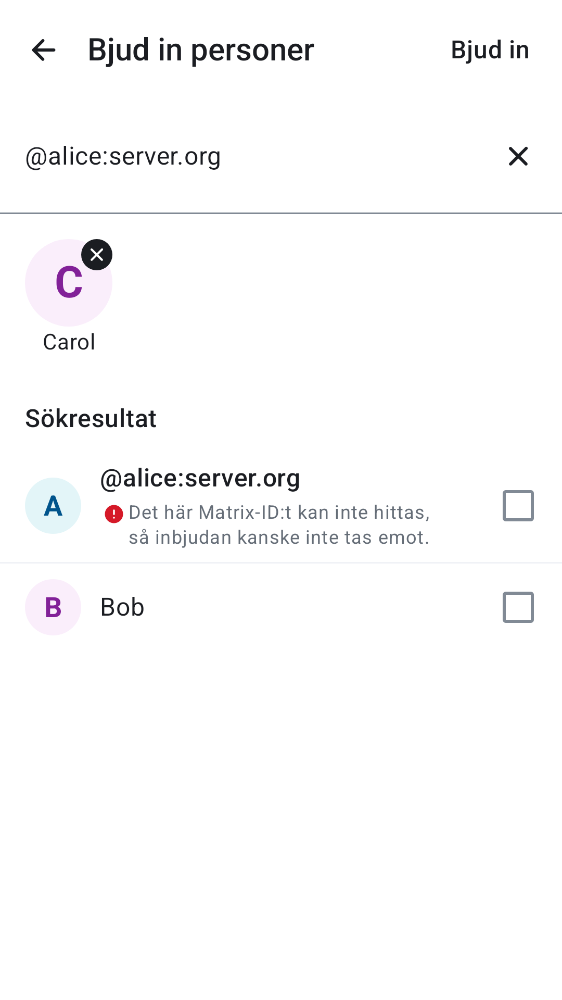 Bjud in personer
Bjud in
@alice:server.org
C
Carol
Sökresultat
A
@alice:server.org
Det här Matrix-ID:t kan inte hittas,
så inbjudan kanske inte tas emot.
B
Bob